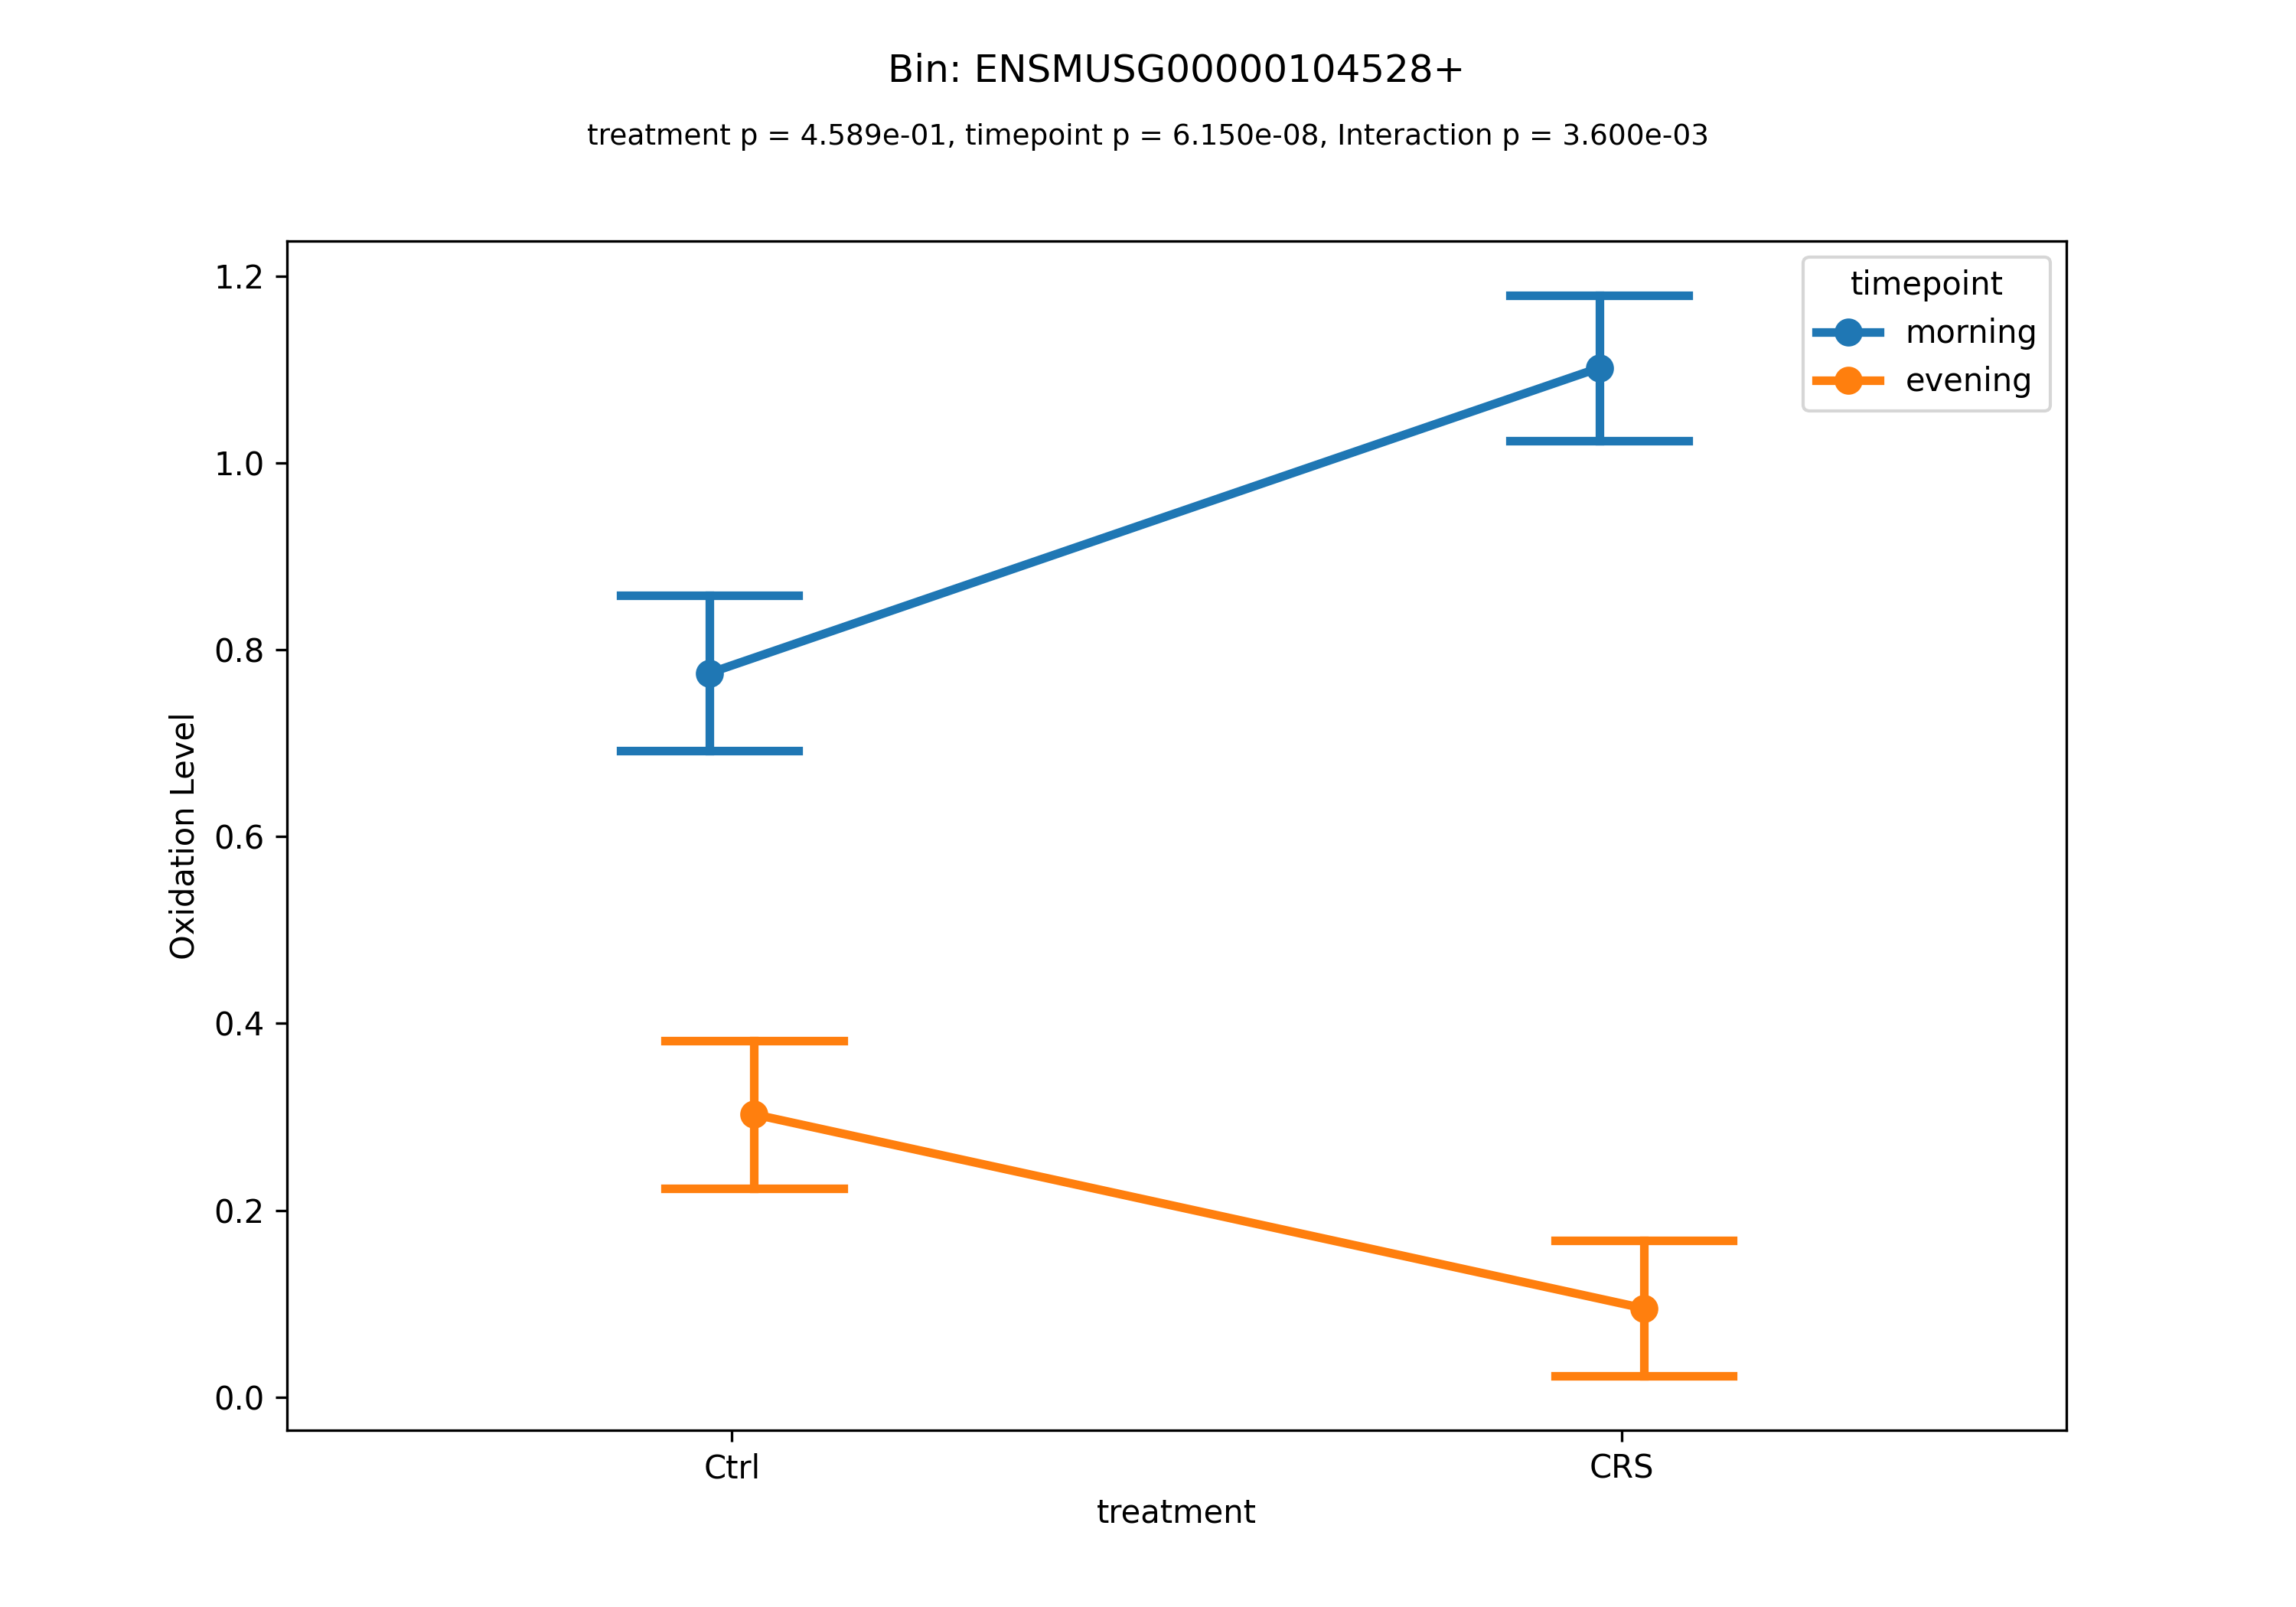 Bin: ENSMUSG00000104528+
treatment p = 4.589e-01, timepoint p = 6.150e-08, Interaction p = 3.600e-03
timepoint
morning
evening
1.2
1.0
0.8
0.6
0.4
0.2
0.0
Oxidation Level
Ctrl
CRS
treatment